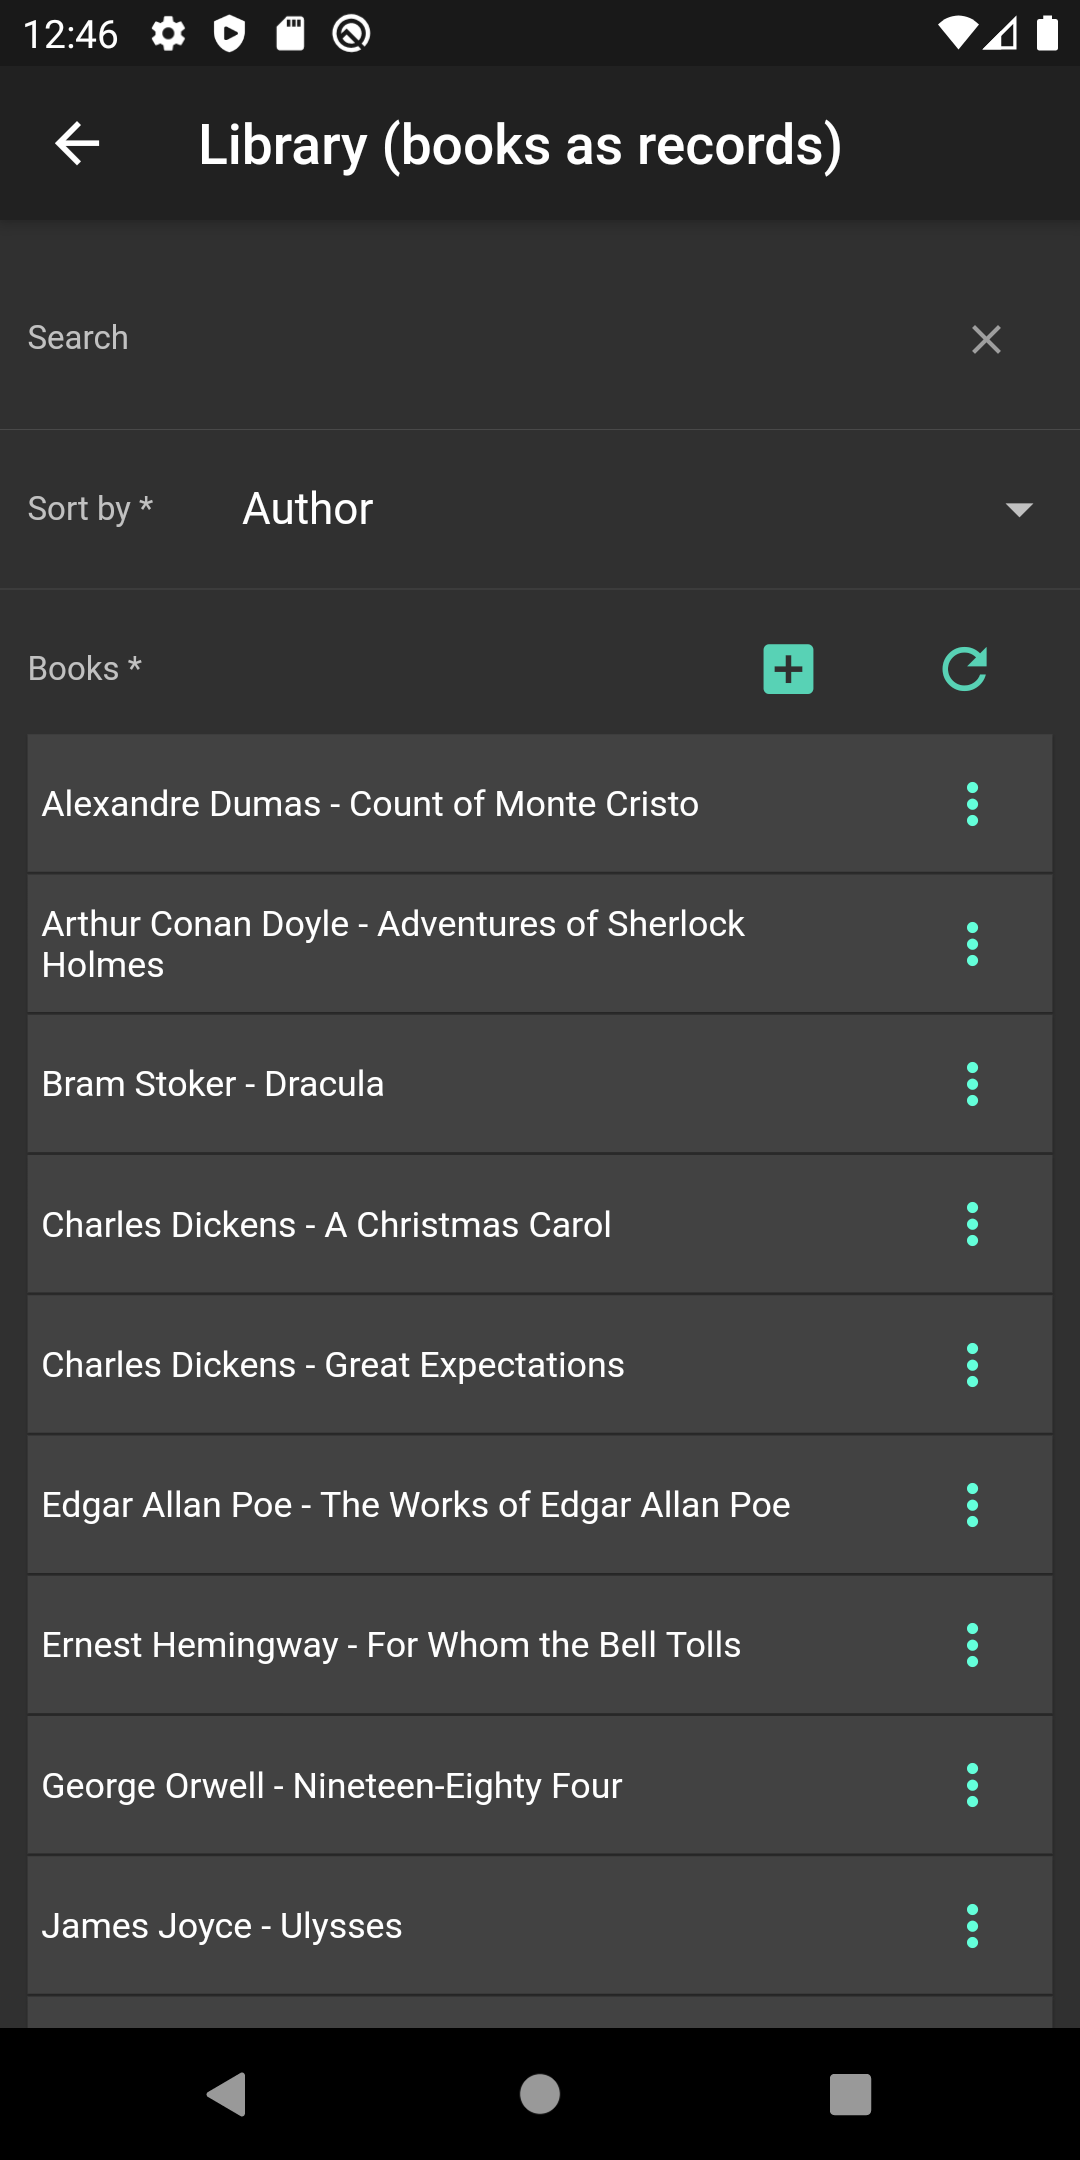 12:46
Library (books as records)
Search
Sort by *
Author
Books *
Alexandre Dumas - Count of Monte Cristo
Arthur Conan Doyle - Adventures of Sherlock
Holmes
Bram Stoker - Dracula
Charles Dickens - A Christmas Carol
Charles Dickens - Great Expectations
Edgar Allan Poe - The Works of Edgar Allan Poe
Ernest Hemingway - For Whom the Bell Tolls
George Orwell - Nineteen-Eighty Four
James Joyce - Ulysses